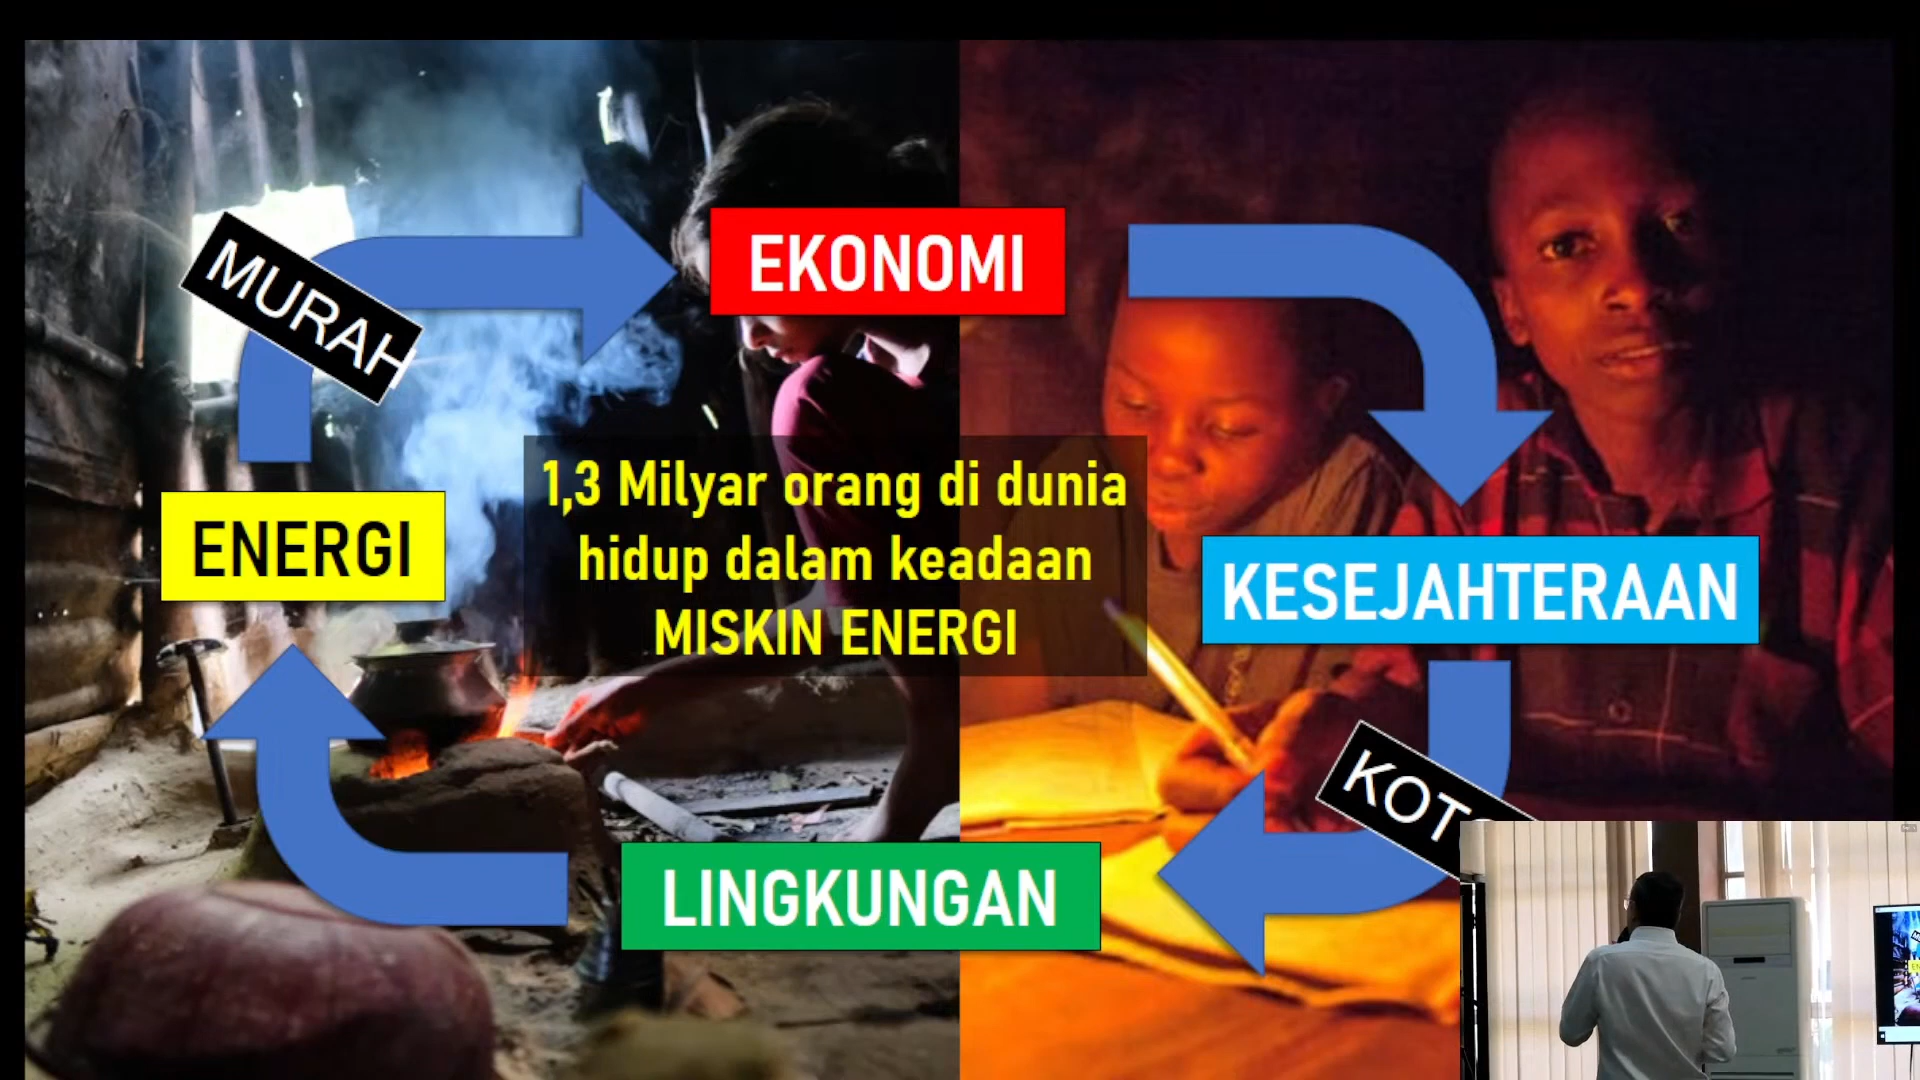 MURAH
EKONOMI
1,3 Milyar orang di dunia
hidup dalam keadaan
MISKIN ENERGI
ENERGI
KESEJAHTERAAN
LINGKUNGAN